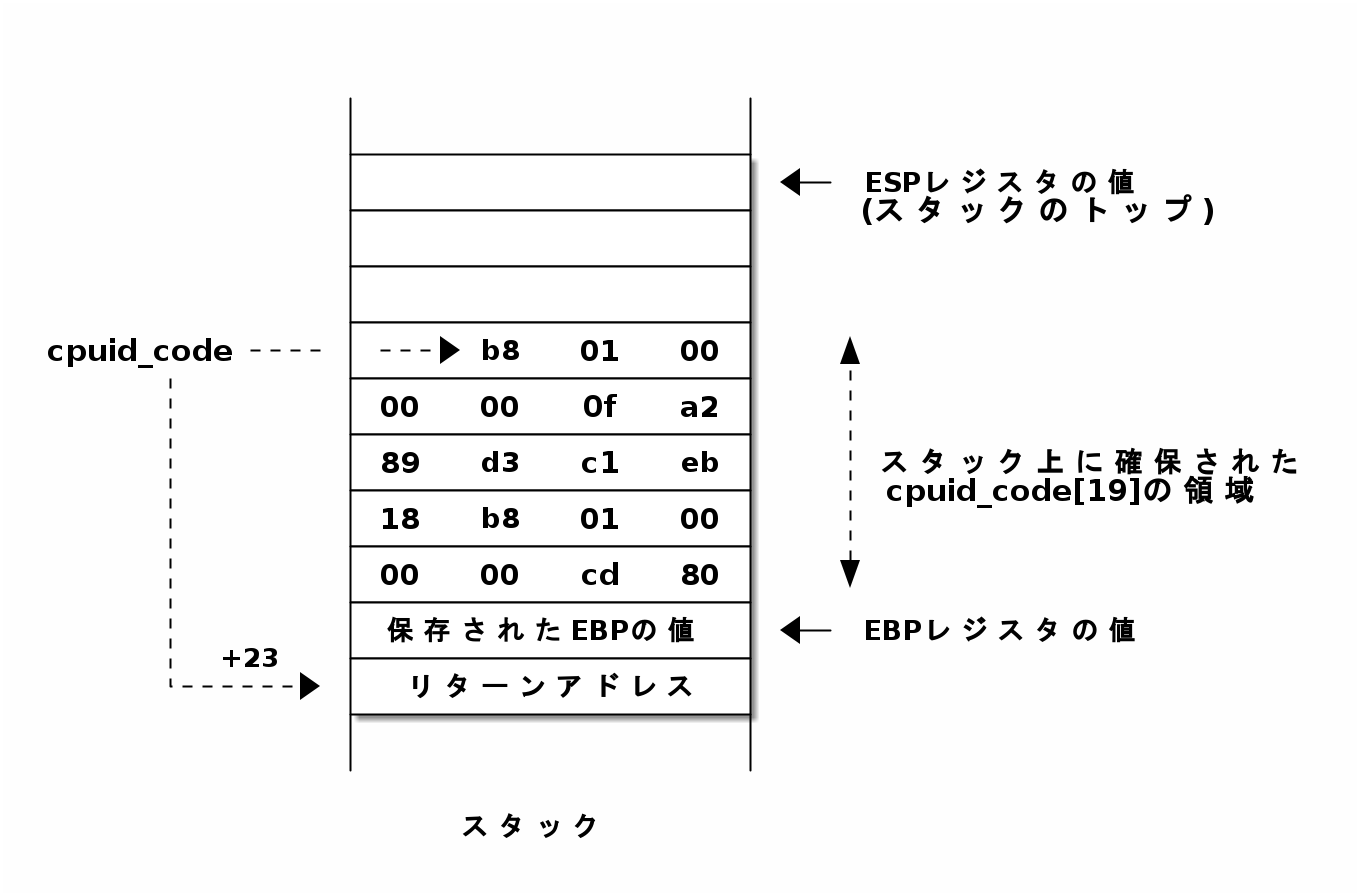 ESPレジスタの値
(スタックのトップ)
cpuid_code
b8 01 00
00 00 0f a2
89 d3 c1 eb
スタック上に確保された
cpuid_code[19]の領域
18 b8 01 00
00 00 cd 80
保存されたEBPの値
EBPレジスタの値
+23
リターンアドレス
スタック